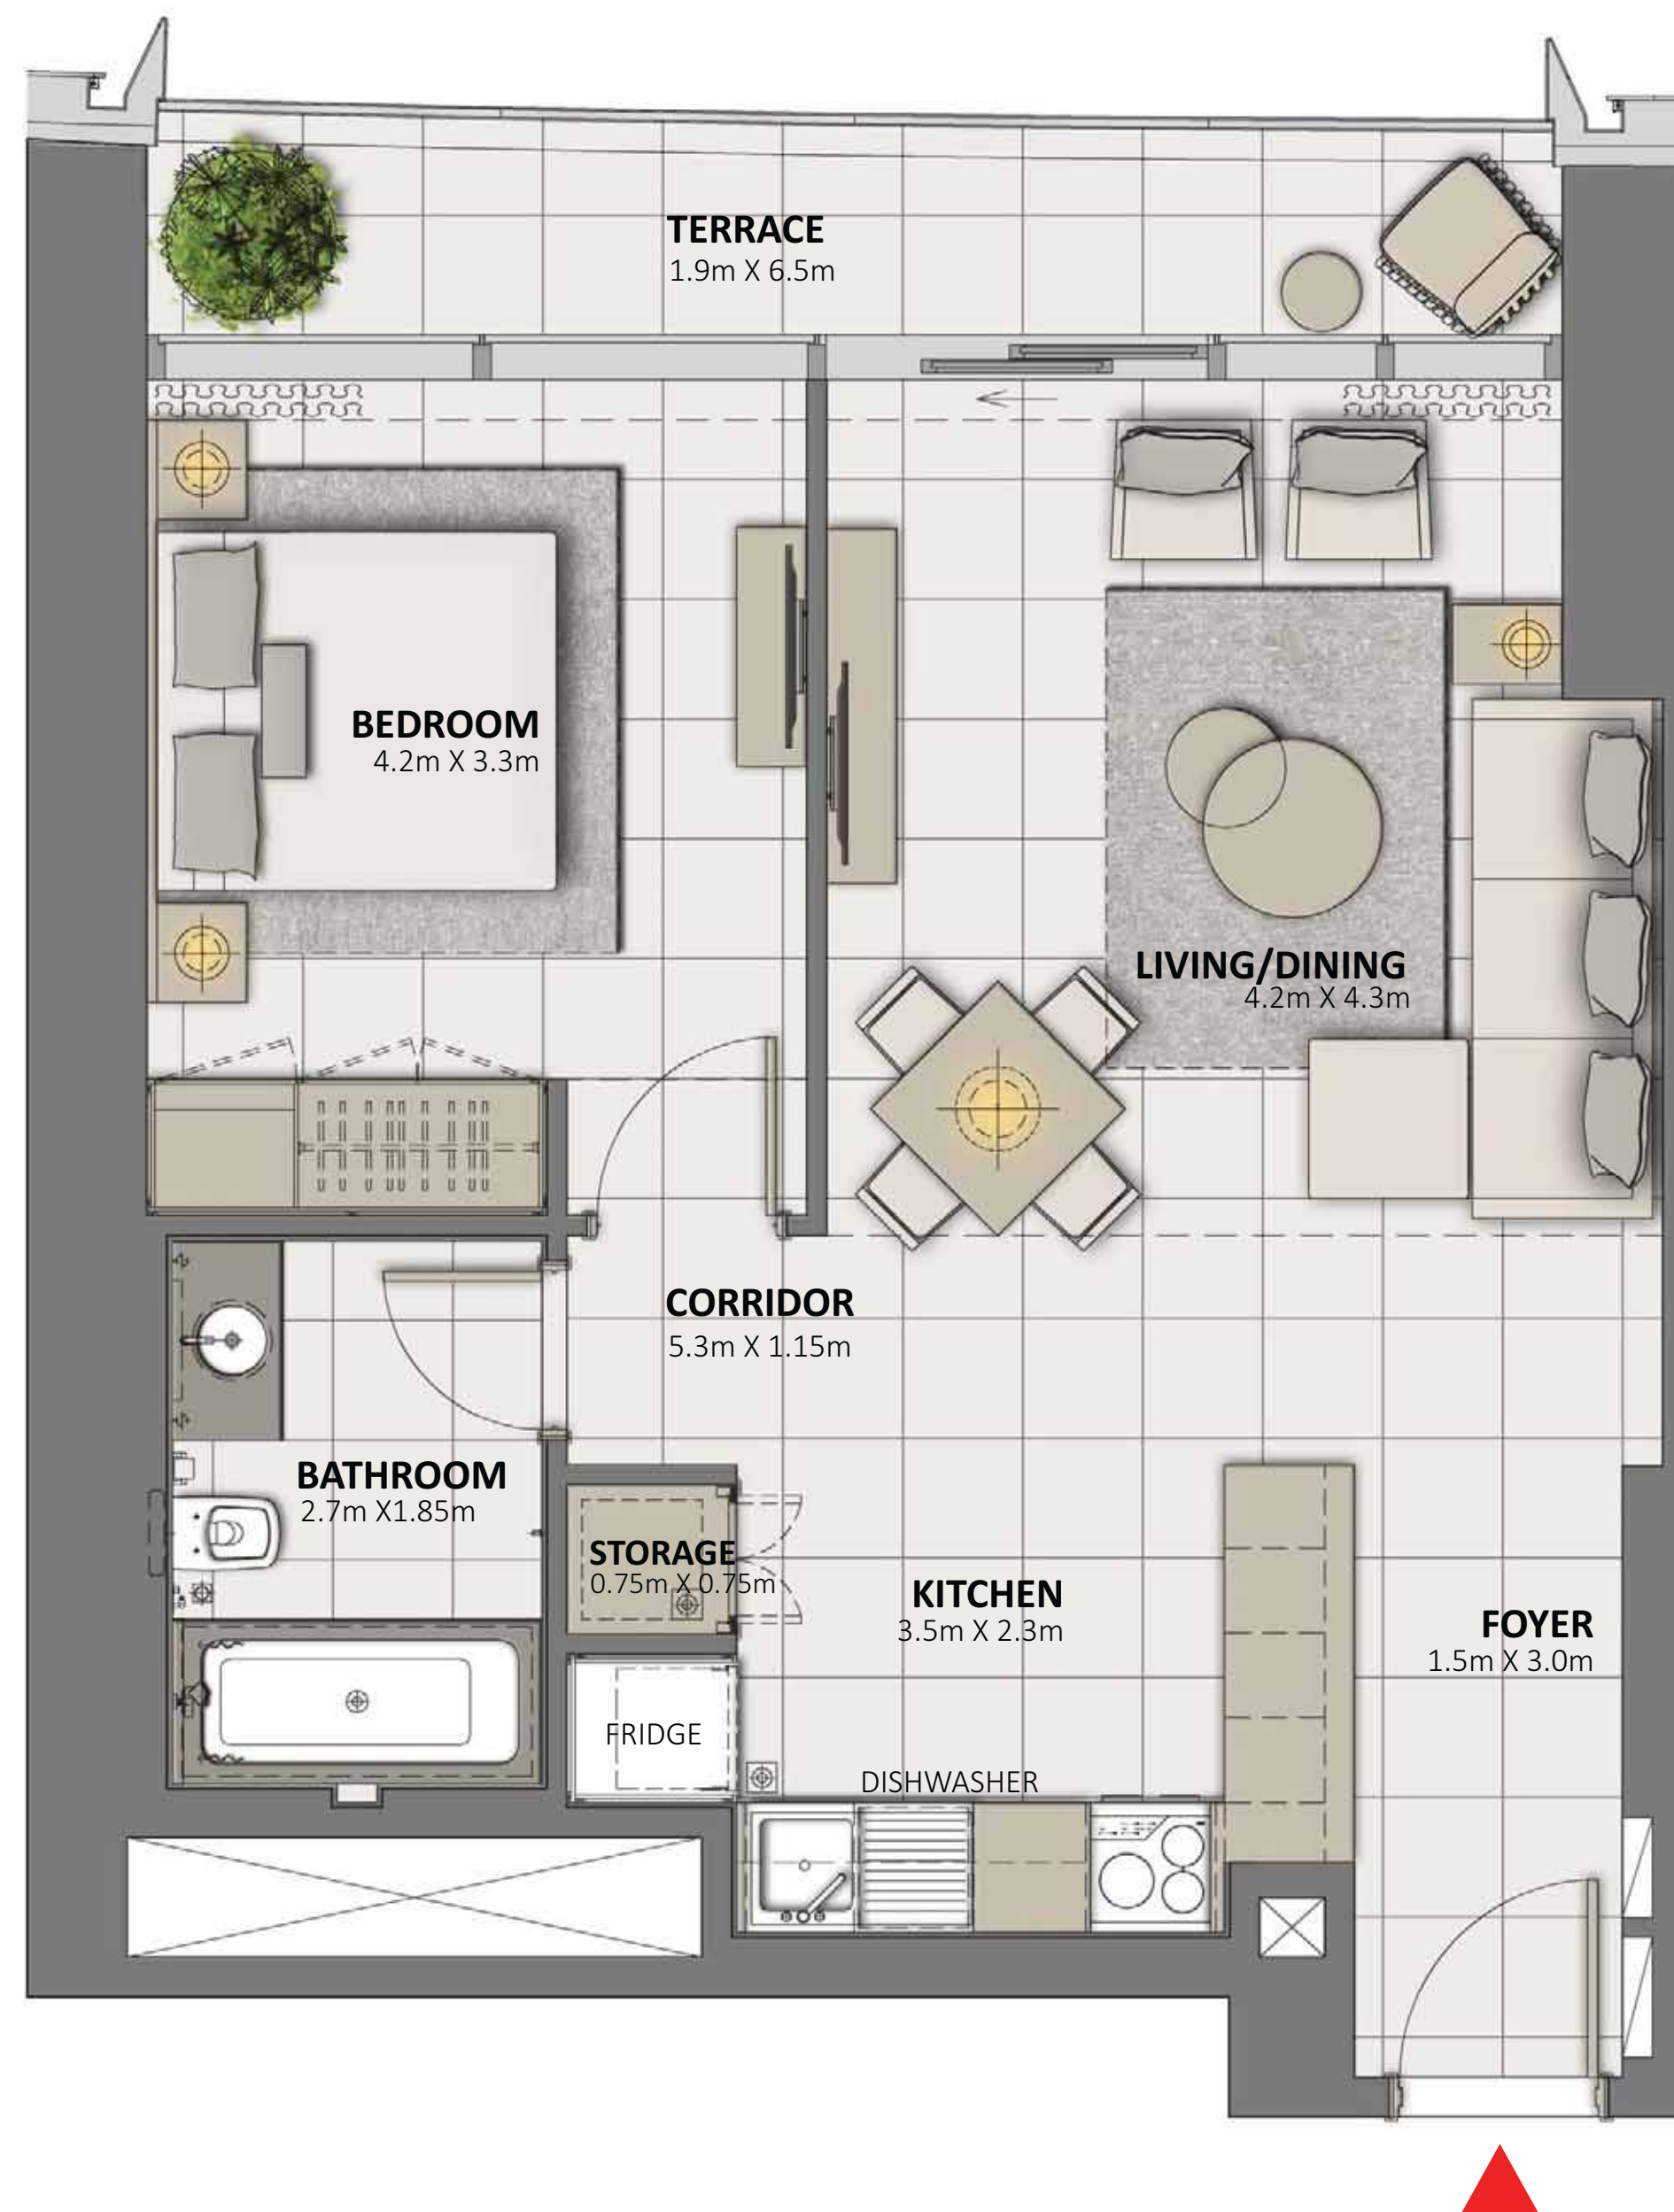 TERRACE
1.9m X 6.5m
BEDROOM
4.2m X 3.3m
LIVING/DINING
4.2m X 4.3m
CORRIDOR
5.3m X 1.15m
BATHROOM
2.7m X1.85m
STORAGE
0.75m X 0.75m
KITCHEN
3.5m X 2.3m
FOYER
1.5m X 3.0m
FRIDGE
DISHWASHER